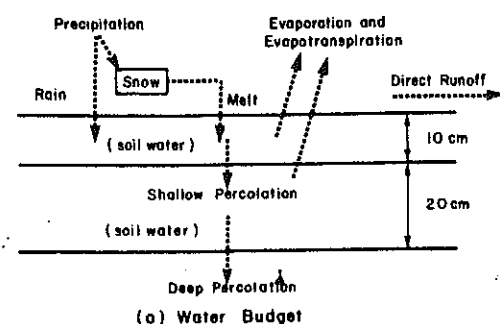 Precipitation
Evaporation and
Evapotranspiration
Snow
Direct Runoff
Rain
Melt
(soil water)
10 cm
Shallow Percolation
20 cm
(soil water)
Deep Percolation
(a) Water Budget